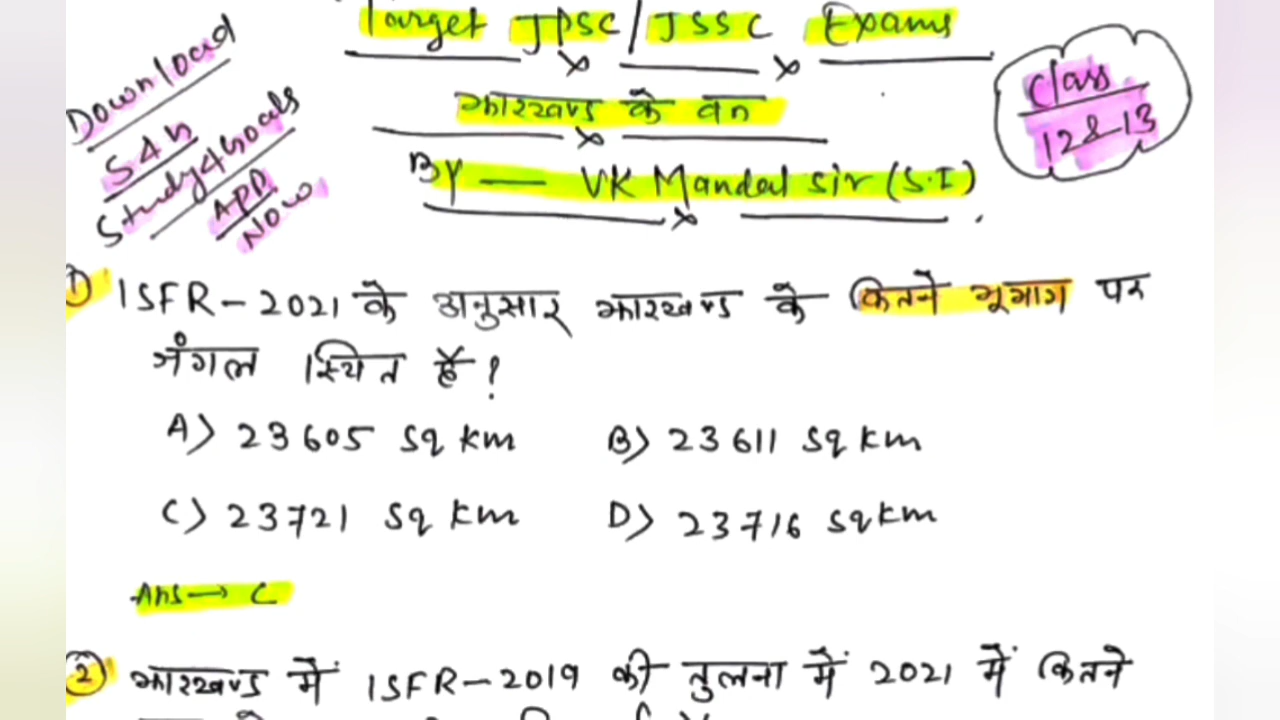 Target JPSC/JSSC Exams
झारखण्ड के वन
By — VK Mandal sir (S.I)
Class
12 & 13
Download
S4G
Study4Goals
APP
Now
1) ISFR-2021 के अनुसार झारखण्ड के कितने भूभाग पर
जंगल स्थित है?
A) 23605 sq km B) 23611 sq km
C) 23721 sq km D) 23716 sq km
Ans → C
2) झारखण्ड में ISFR-2019 की तुलना में 2021 में कितने